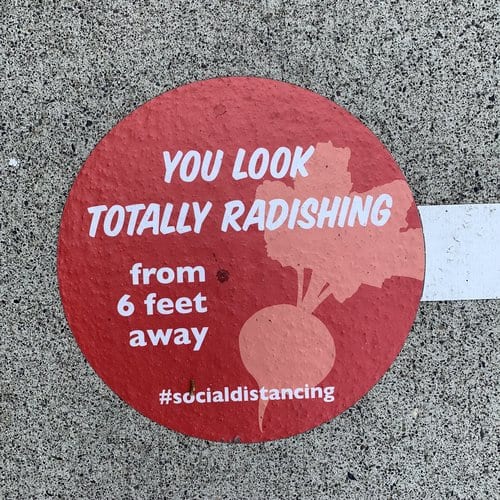 YOU LOOK
TOTALLY RADISHING
from
6 feet
away
#socialdistancing